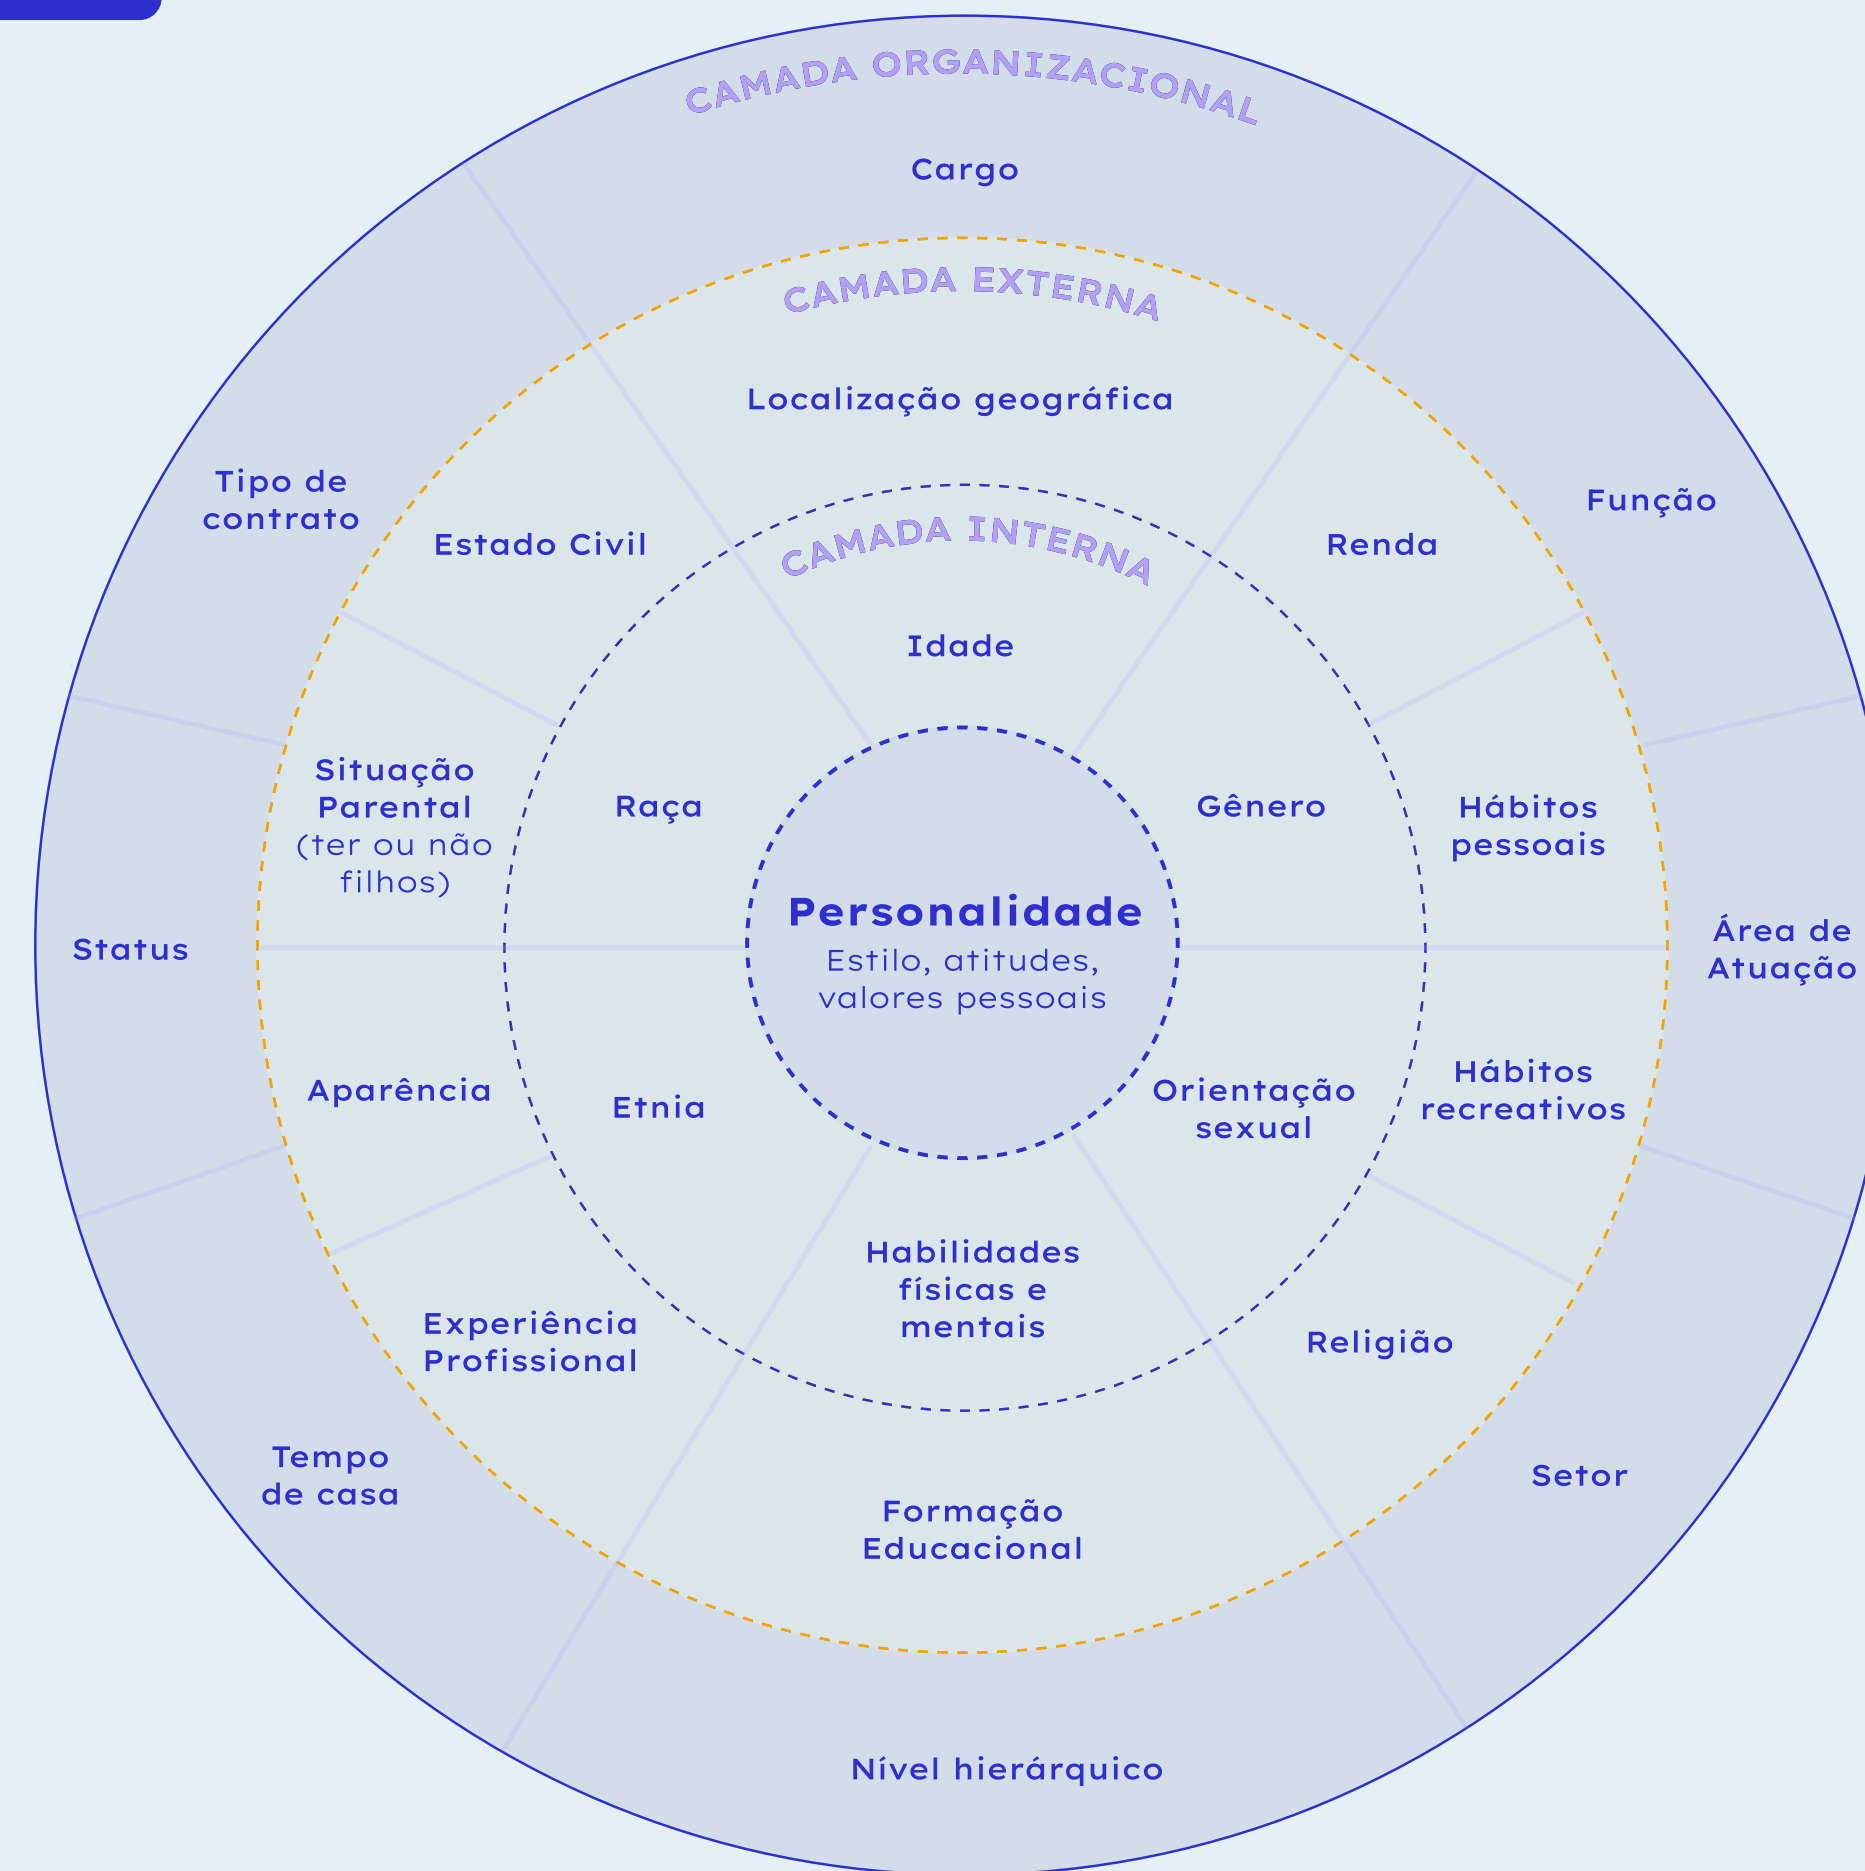 CAMADA ORGANIZACIONAL
Cargo
CAMADA EXTERNA
Localização geográfica
Tipo de
contrato
Função
Estado Civil
CAMADA INTERNA
Renda
Idade
Situação
Parental
(ter ou não
filhos)
Raça
Gênero
Hábitos
pessoais
Personalidade
Estilo, atitudes,
valores pessoais
Status
Área de
Atuação
Aparência
Etnia
Orientação
sexual
Hábitos
recreativos
Habilidades
físicas e
mentais
Experiência
Profissional
Religião
Tempo
de casa
Setor
Formação
Educacional
Nível hierárquico